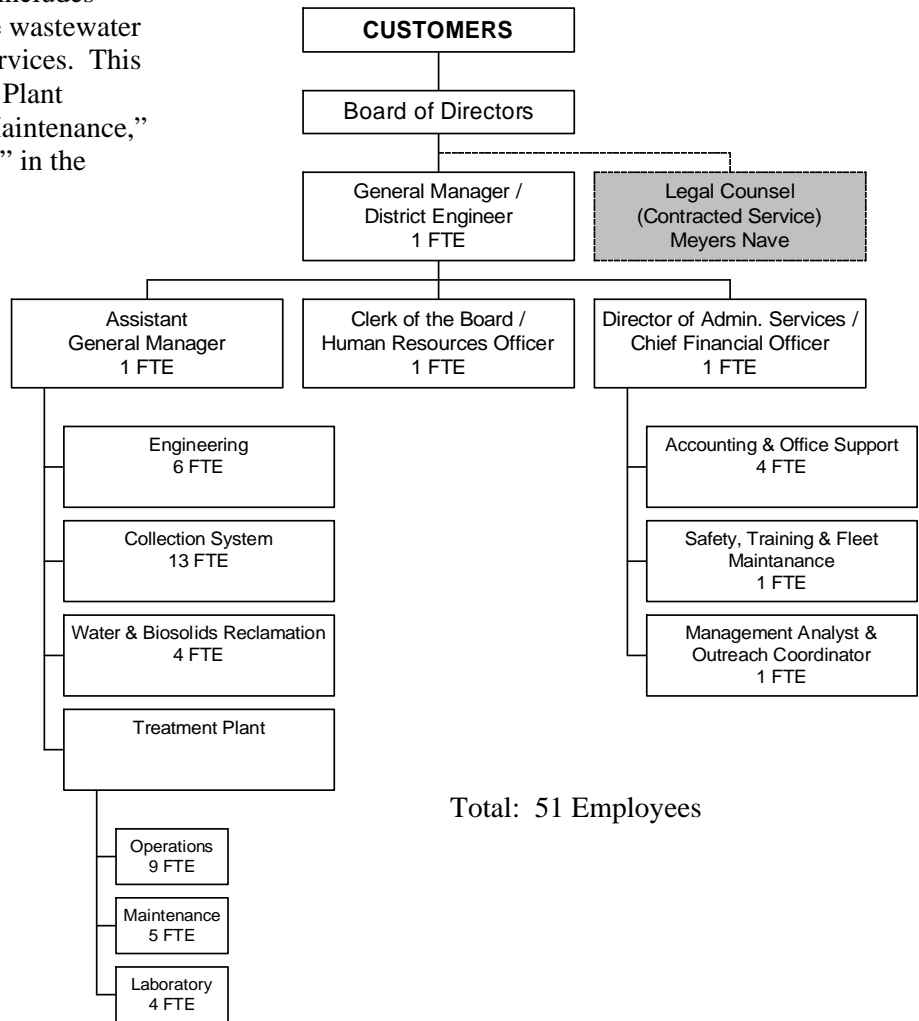 includes
wastewater
rvices. This
Plant
Maintenance,”
” in the
CUSTOMERS
Board of Directors
General Manager /
District Engineer
1 FTE
Legal Counsel
(Contracted Service)
Meyers Nave
Assistant
General Manager
1 FTE
Clerk of the Board /
Human Resources Officer
1 FTE
Director of Admin. Services /
Chief Financial Officer
1 FTE
Engineering
6 FTE
Collection System
13 FTE
Water & Biosolids Reclamation
4 FTE
Treatment Plant
Operations
9 FTE
Maintenance
5 FTE
Laboratory
4 FTE
Accounting & Office Support
4 FTE
Safety, Training & Fleet
Maintanance
1 FTE
Management Analyst &
Outreach Coordinator
1 FTE
Total: 51 Employees